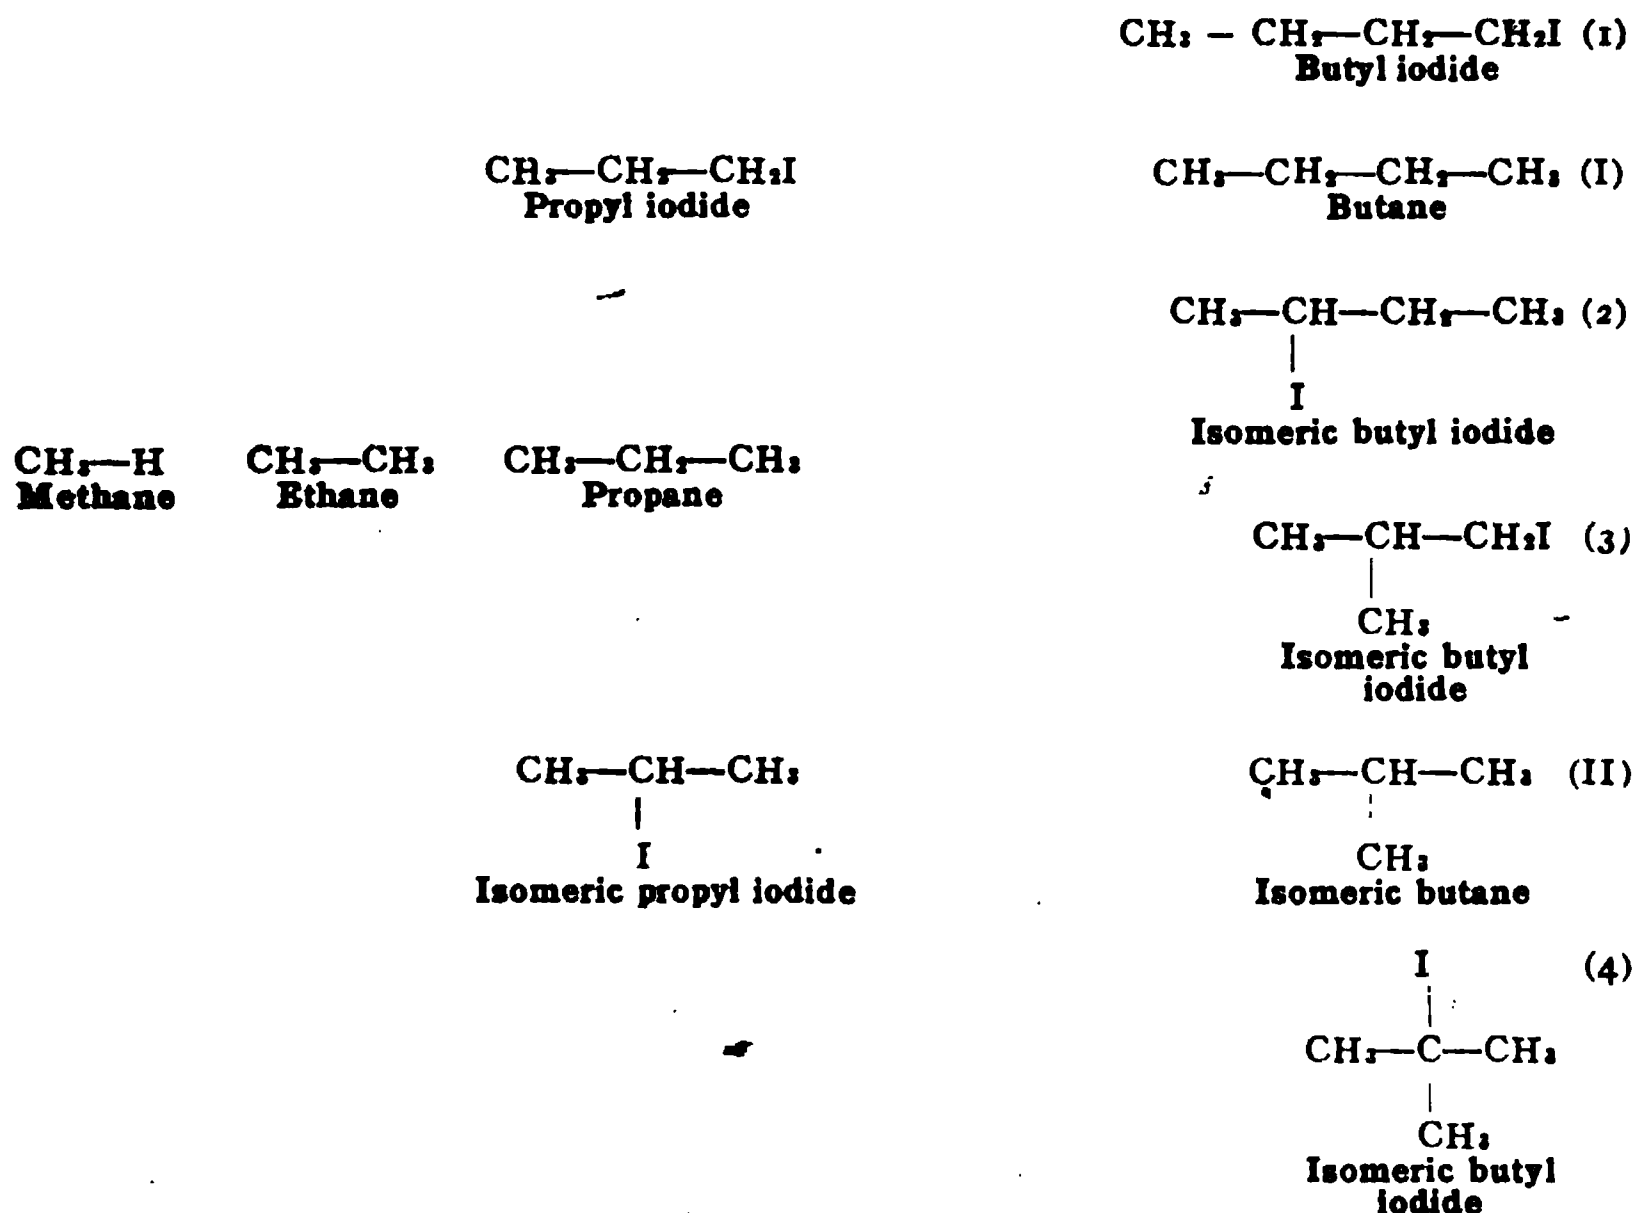 CH₃ – CH₂—CH₂—CH₂I (1)
Butyl iodide
CH₃—CH₂—CH₂I
Propyl iodide
CH₃—CH₂—CH₂—CH₃ (I)
Butane
CH₃—CH—CH₂—CH₃ (2)
|
I
Isomeric butyl iodide
CH₃—H
Methane
CH₃—CH₃
Ethane
CH₃—CH₂—CH₃
Propane
CH₃—CH—CH₂I (3)
|
CH₃
Isomeric butyl
iodide
CH₃—CH—CH₃
|
I
Isomeric propyl iodide
CH₃—CH—CH₃ (II)
|
CH₃
Isomeric butane
I (4)
|
CH₃—C—CH₃
|
CH₃
Isomeric butyl
iodide